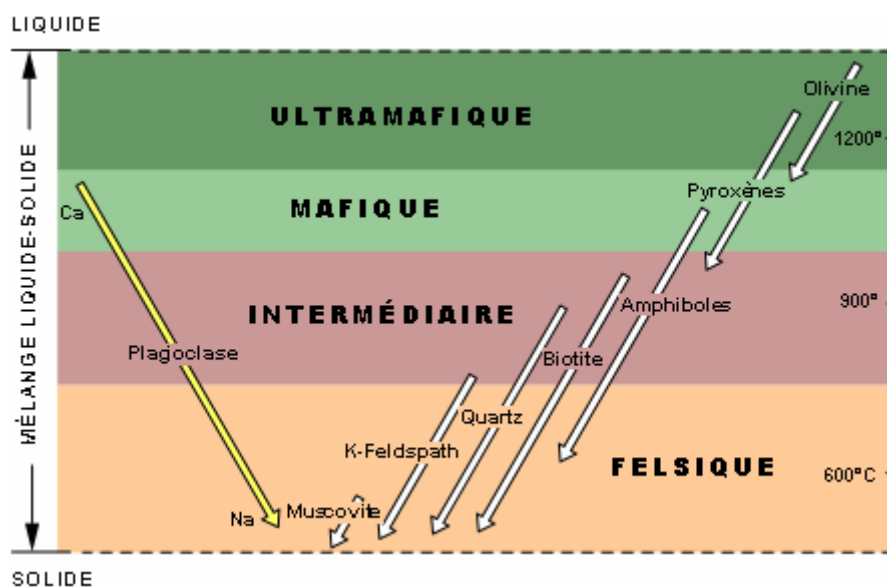 LIQUIDE
Olivine
ULTRAMAFIQUE
1200°
Pyroxènes
Ca
MAFIQUE
MÉLANGE LIQUIDE-SOLIDE
INTERMÉDIAIRE
Amphiboles
900°
Plagioclase
Biotite
Quartz
K-Feldspath
FELSIQUE
600°C
Na
Muscovite
SOLIDE